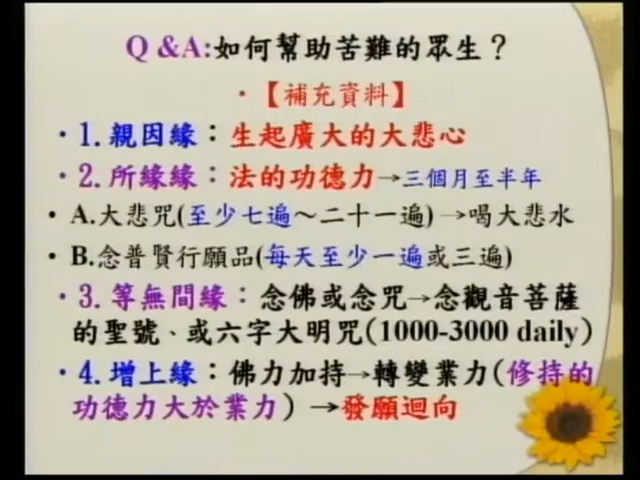 Q &A:如何幫助苦難的眾生？
•【補充資料】
•1.親因緣：生起廣大的大悲心
•2.所緣緣：法的功德力→三個月至半年
•A.大悲咒(至少七遍～二十一遍) →喝大悲水
•B.念普賢行願品(每天至少一遍或三遍)
•3.等無間緣：念佛或念咒→念觀音菩薩
的聖號、或六字大明咒(1000-3000 daily)
•4.增上緣：佛力加持→轉變業力(修持的
功德力大於業力) →發願迴向